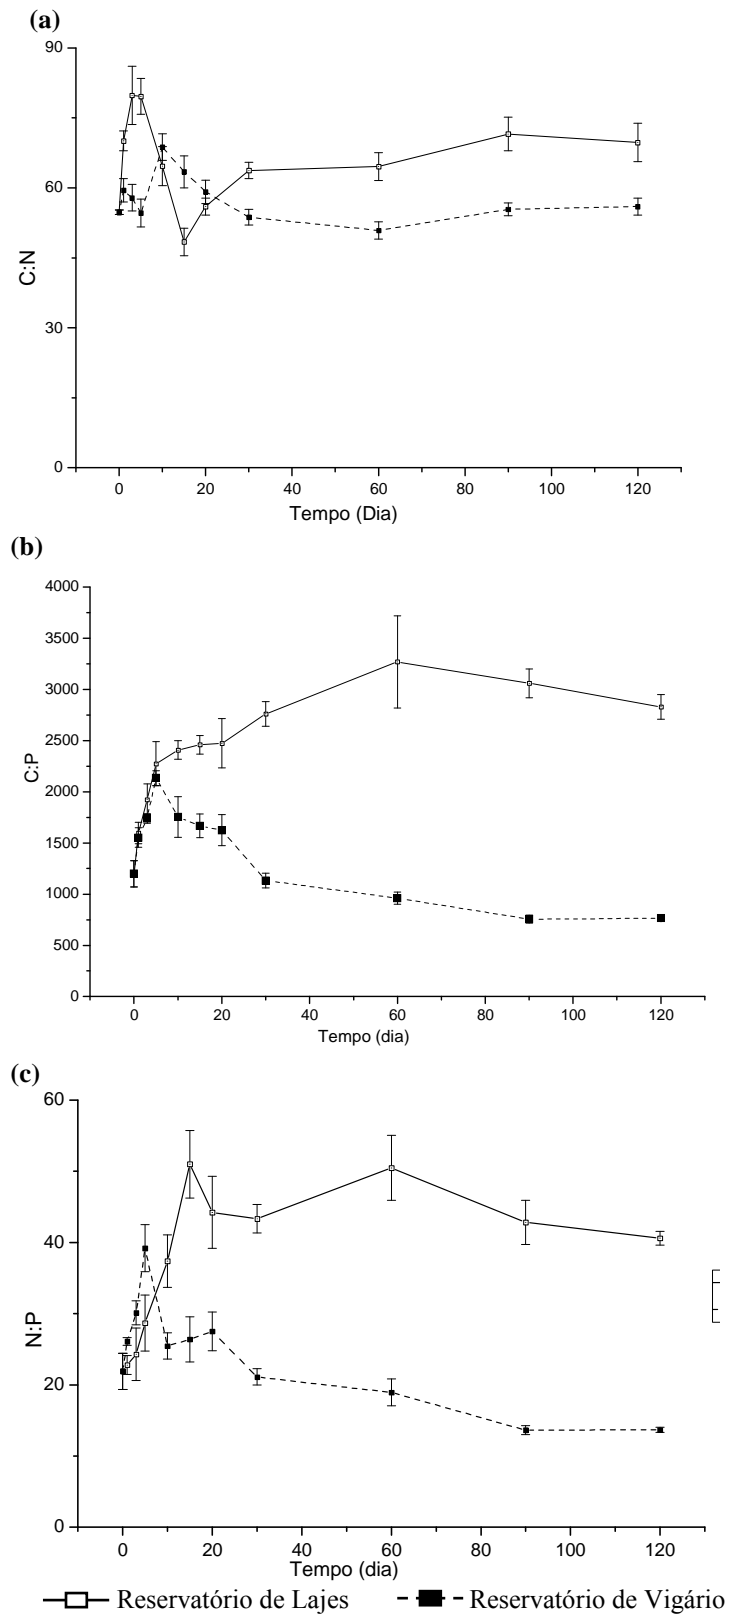 (a)
90
60
30
0
C:N
0 20 40 60 80 100 120
Tempo (Dia)
(b)
4000
3500
3000
2500
2000
1500
1000
500
0
C:P
0 20 40 60 80 100 120
Tempo (dia)
(c)
60
40
20
0
N:P
0 20 40 60 80 100 120
Tempo (dia)
Reservatório de Lajes Reservatório de Vigário